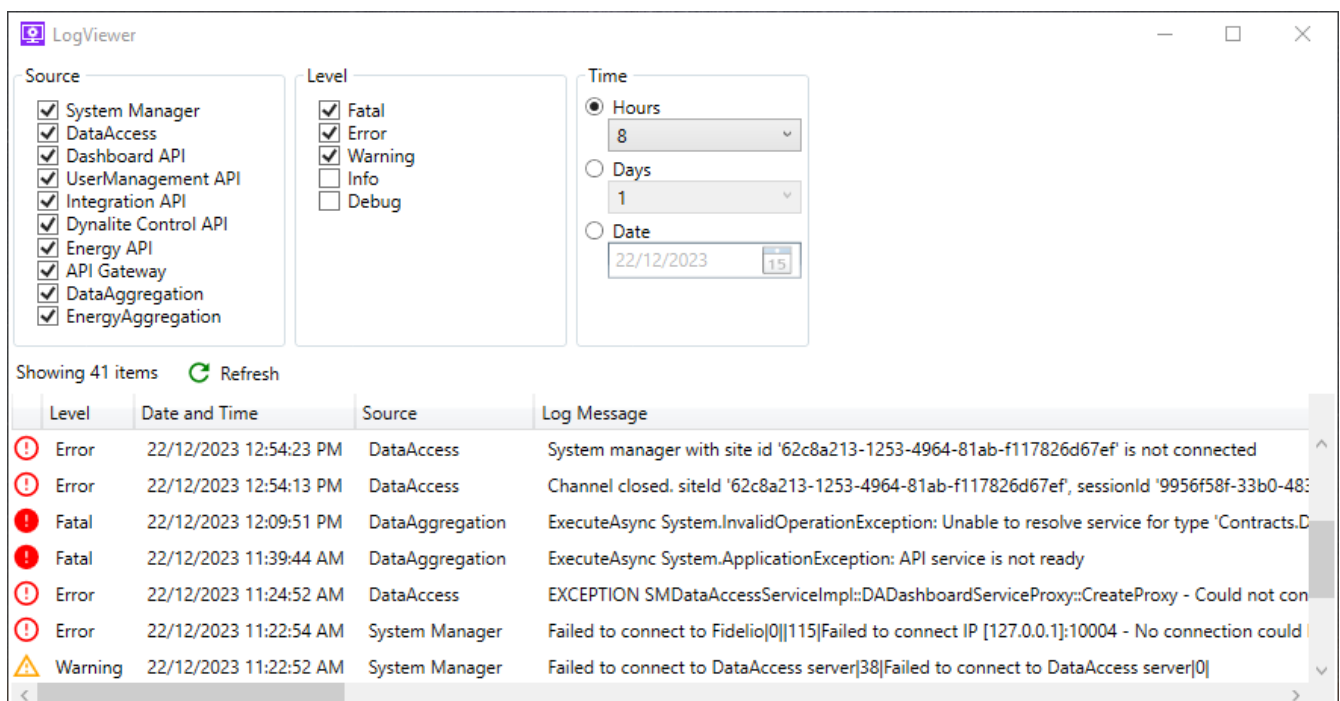 LogViewer
Source
System Manager
DataAccess
Dashboard API
UserManagement API
Integration API
Dynalite Control API
Energy API
API Gateway
DataAggregation
EnergyAggregation
Level
Fatal
Error
Warning
Info
Debug
Time
Hours
8
Days
1
Date
22/12/2023
15
Showing 41 items Refresh
Level Date and Time Source Log Message
Error 22/12/2023 12:54:23 PM DataAccess System manager with site id '62c8a213-1253-4964-81ab-f117826d67ef' is not connected
Error 22/12/2023 12:54:13 PM DataAccess Channel closed. siteId '62c8a213-1253-4964-81ab-f117826d67ef', sessionId '9956f58f-33b0-483
Fatal 22/12/2023 12:09:51 PM DataAggregation ExecuteAsync System.InvalidOperationException: Unable to resolve service for type 'Contracts.D
Fatal 22/12/2023 11:39:44 AM DataAggregation ExecuteAsync System.ApplicationException: API service is not ready
Error 22/12/2023 11:24:52 AM DataAccess EXCEPTION SMDataAccessServiceImpl::DADashboardServiceProxy::CreateProxy - Could not con
Error 22/12/2023 11:22:54 AM System Manager Failed to connect to Fidelio|0||115|Failed to connect IP [127.0.0.1]:10004 - No connection could
Warning 22/12/2023 11:22:52 AM System Manager Failed to connect to DataAccess server|38|Failed to connect to DataAccess server|0|